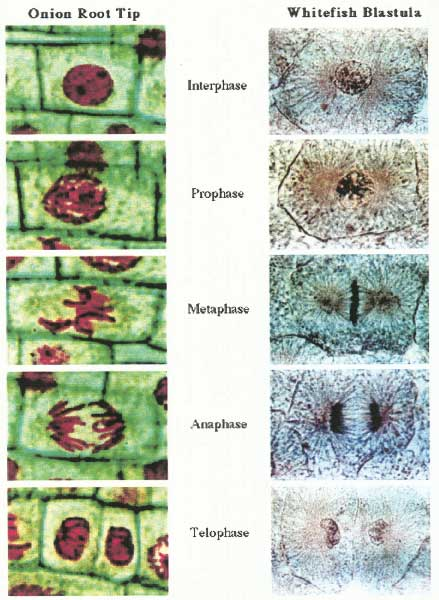 Onion Root Tip
Whitefish Blastula
Interphase
Prophase
Metaphase
Anaphase
Telophase